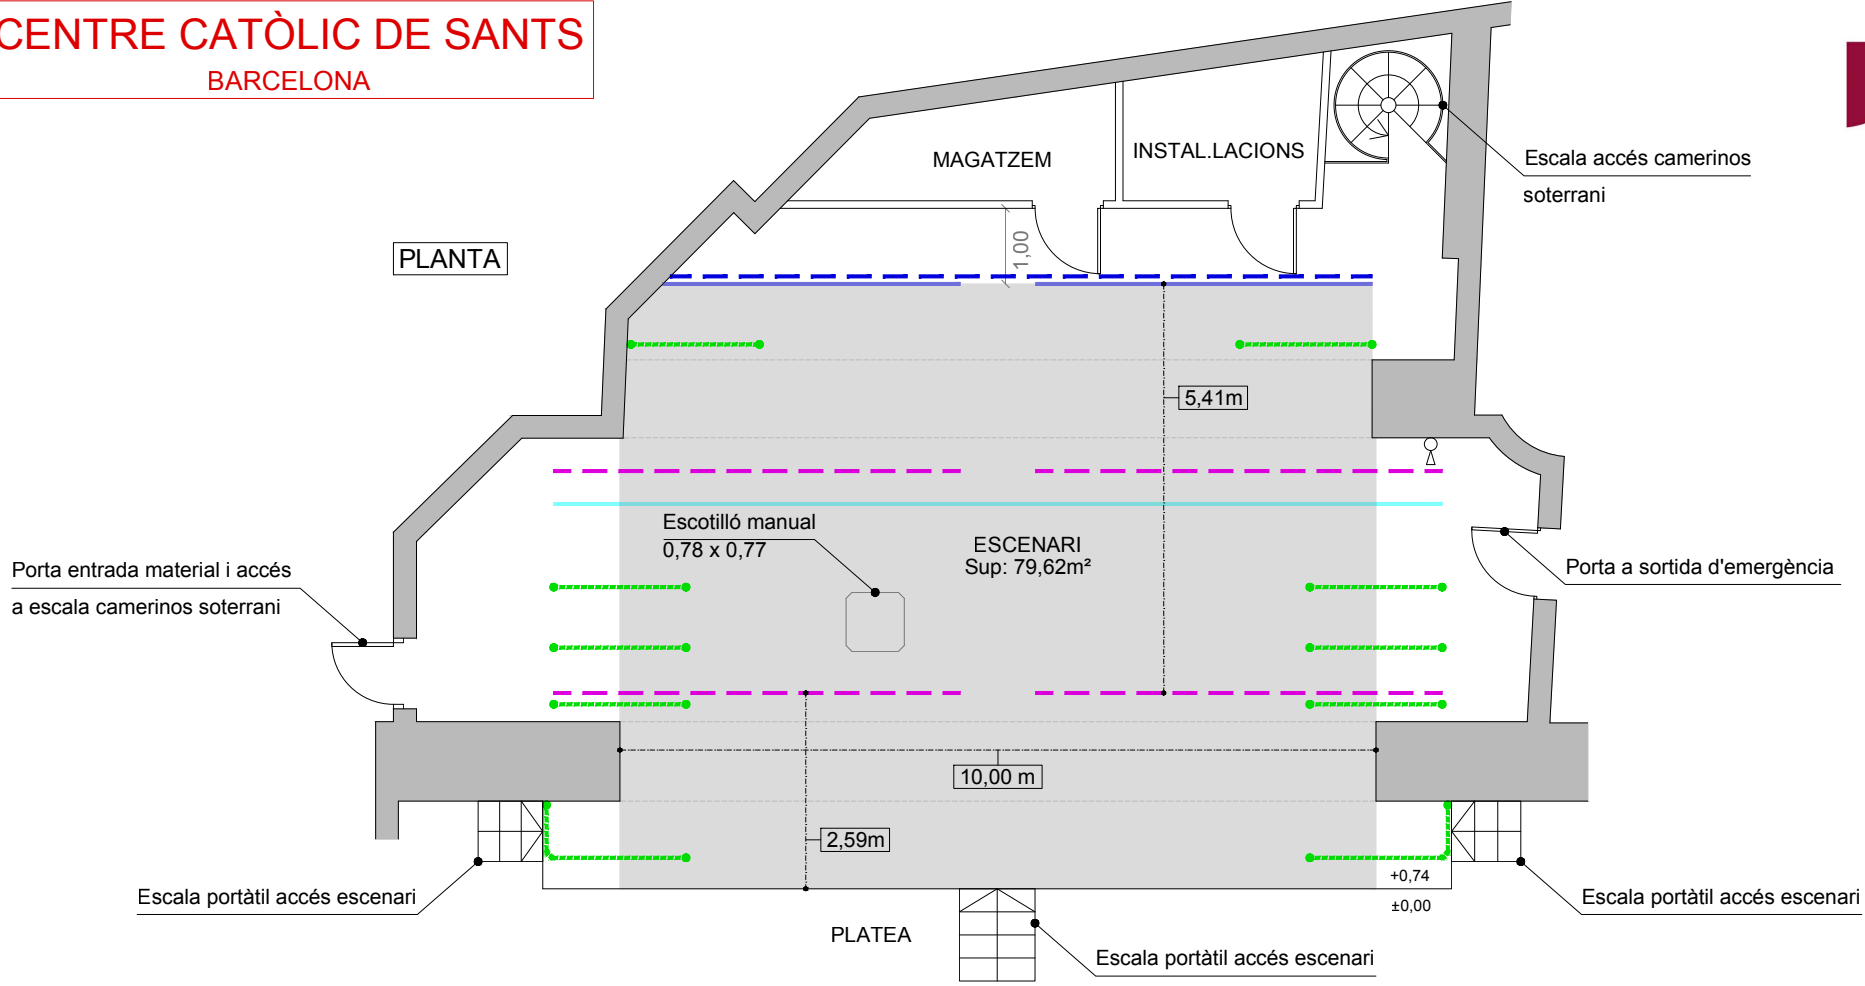 CENTRE CATÒLIC DE SANTS
BARCELONA
MAGATZEM
INSTAL.LACIONS
Escala accés camerinos
soterrani
PLANTA
1,00
5,41m
Escotilló manual
0,78 x 0,77
ESCENARI
Sup: 79,62m²
Porta entrada material i accés
a escala camerinos soterrani
Porta a sortida d'emergència
10,00 m
2,59m
+0,74
±0,00
Escala portàtil accés escenari
Escala portàtil accés escenari
PLATEA
Escala portàtil accés escenari